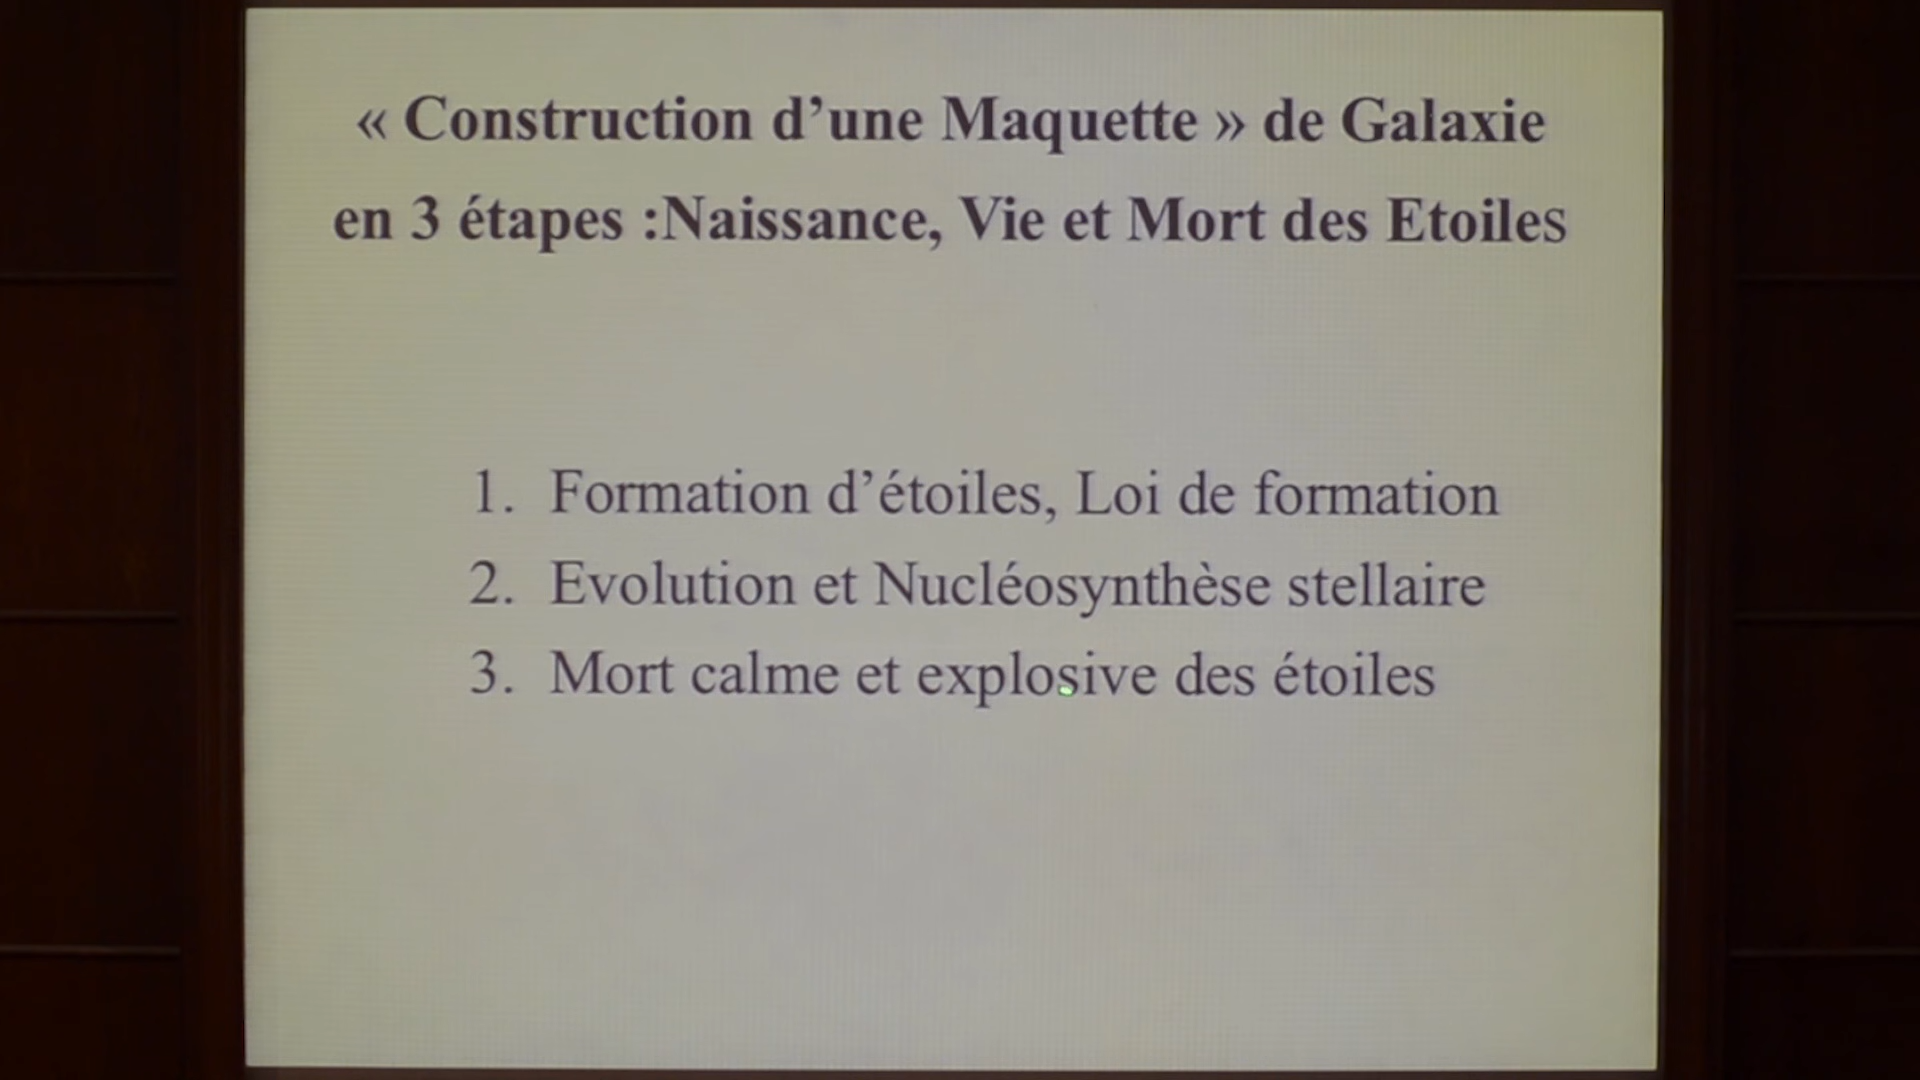 « Construction d’une Maquette » de Galaxie
en 3 étapes :Naissance, Vie et Mort des Etoiles
1. Formation d’étoiles, Loi de formation
2. Evolution et Nucléosynthèse stellaire
3. Mort calme et explosive des étoiles